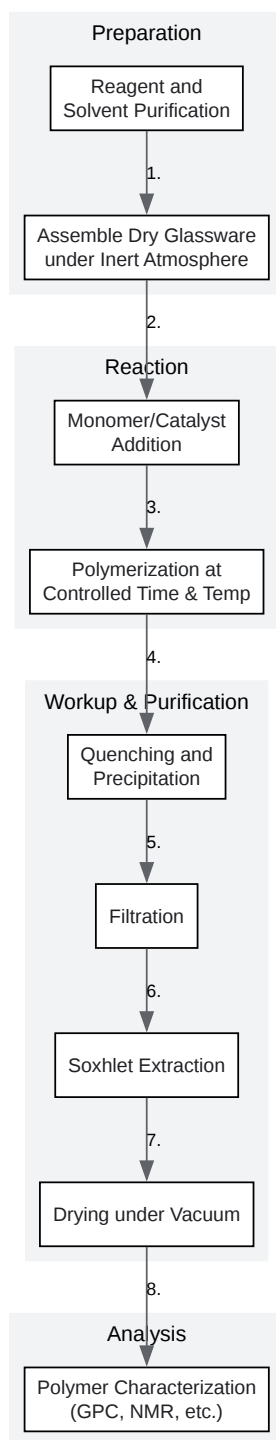 Preparation
Reagent and
Solvent Purification
1.
Assemble Dry Glassware
under Inert Atmosphere
2.
Reaction
Monomer/Catalyst
Addition
3.
Polymerization at
Controlled Time & Temp
4.
Workup & Purification
Quenching and
Precipitation
5.
Filtration
6.
Soxhlet Extraction
7.
Drying under Vacuum
8.
Analysis
Polymer Characterization
(GPC, NMR, etc.)